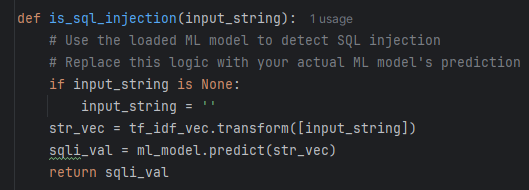 def is_sql_injection(input_string): 1 usage
    # Use the loaded ML model to detect SQL injection
    # Replace this logic with your actual ML model's prediction
    if input_string is None:
        input_string = ''
    str_vec = tf_idf_vec.transform([input_string])
    sqli_val = ml_model.predict(str_vec)
    return sqli_val